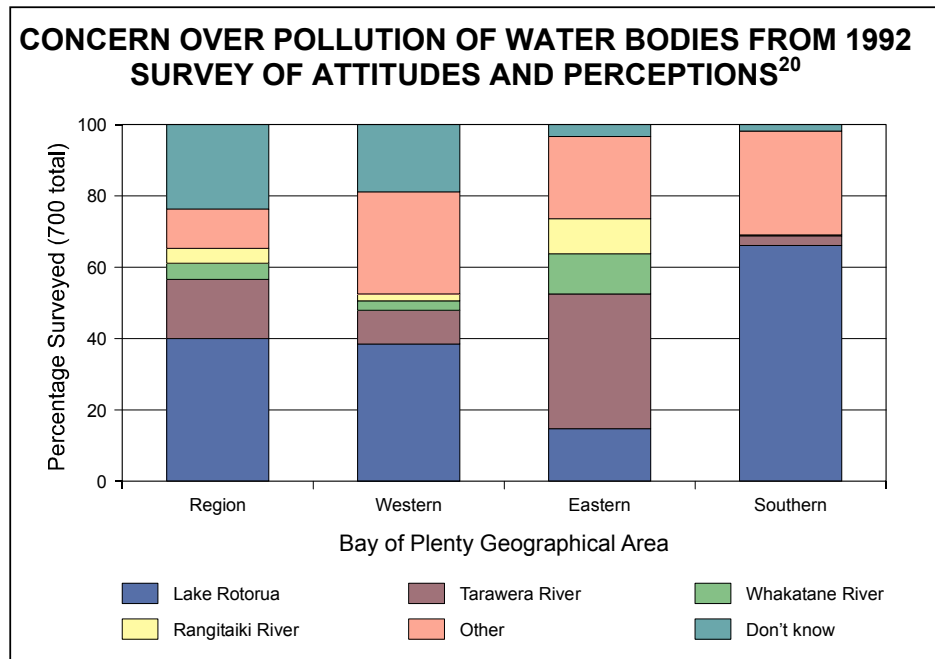 CONCERN OVER POLLUTION OF WATER BODIES FROM 1992
SURVEY OF ATTITUDES AND PERCEPTIONS20
Percentage Surveyed (700 total)
100
80
60
40
20
0
Region Western Eastern Southern
Bay of Plenty Geographical Area
Lake Rotorua Tarawera River Whakatane River
Rangitaiki River Other Don't know